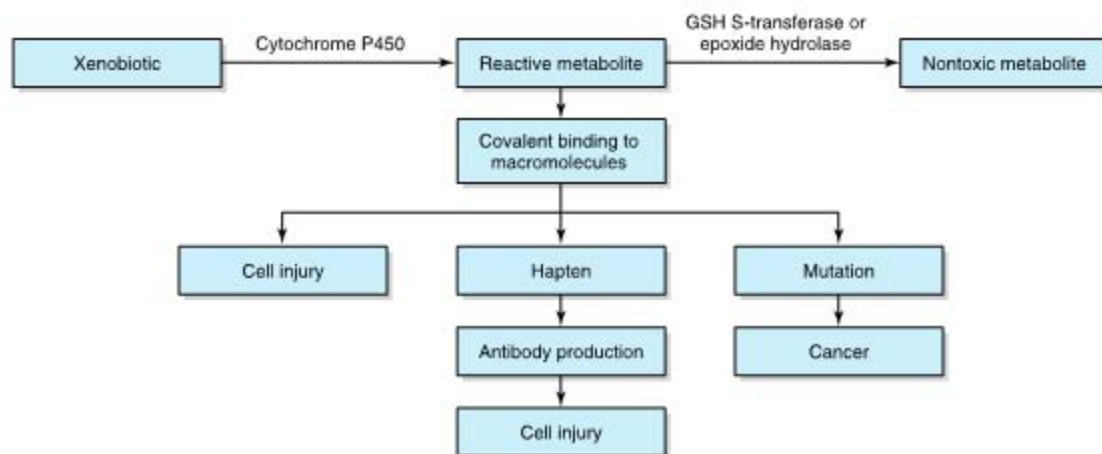 GSH S-transferase or
Cytochrome P450
epoxide hydrolase
Xenobiotic
Reactive metabolite
Nontoxic metabolite
Covalent binding to
macromolecules
Cell injury
Hapten
Mutation
Antibody production
Cancer
Cell injury